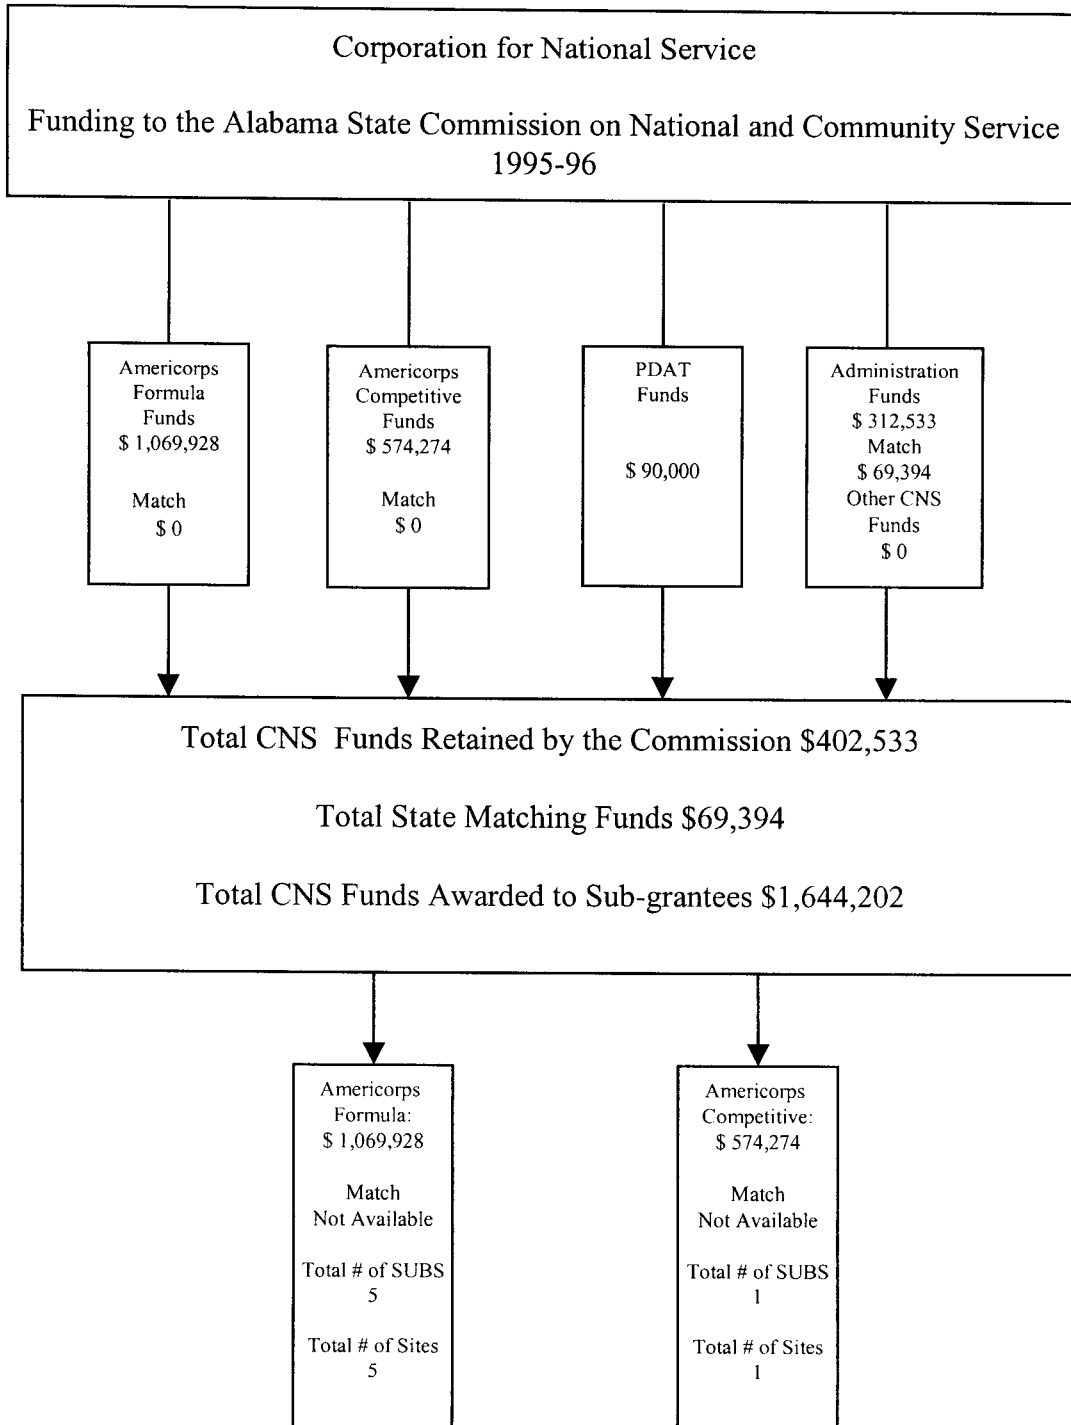 Corporation for National Service
Funding to the Alabama State Commission on National and Community Service
1995-96
Americorps
Formula
Funds
$ 1,069,928
Match
$ 0
Americorps
Competitive
Funds
$ 574,274
Match
$ 0
PDAT
Funds
$ 90,000
Administration
Funds
$ 312,533
Match
$ 69,394
Other CNS
Funds
$ 0
Total CNS Funds Retained by the Commission $402,533
Total State Matching Funds $69,394
Total CNS Funds Awarded to Sub-grantees $1,644,202
Americorps
Formula:
$ 1,069,928
Match
Not Available
Total # of SUBS
5
Total # of Sites
5
Americorps
Competitive:
$ 574,274
Match
Not Available
Total # of SUBS
1
Total # of Sites
1